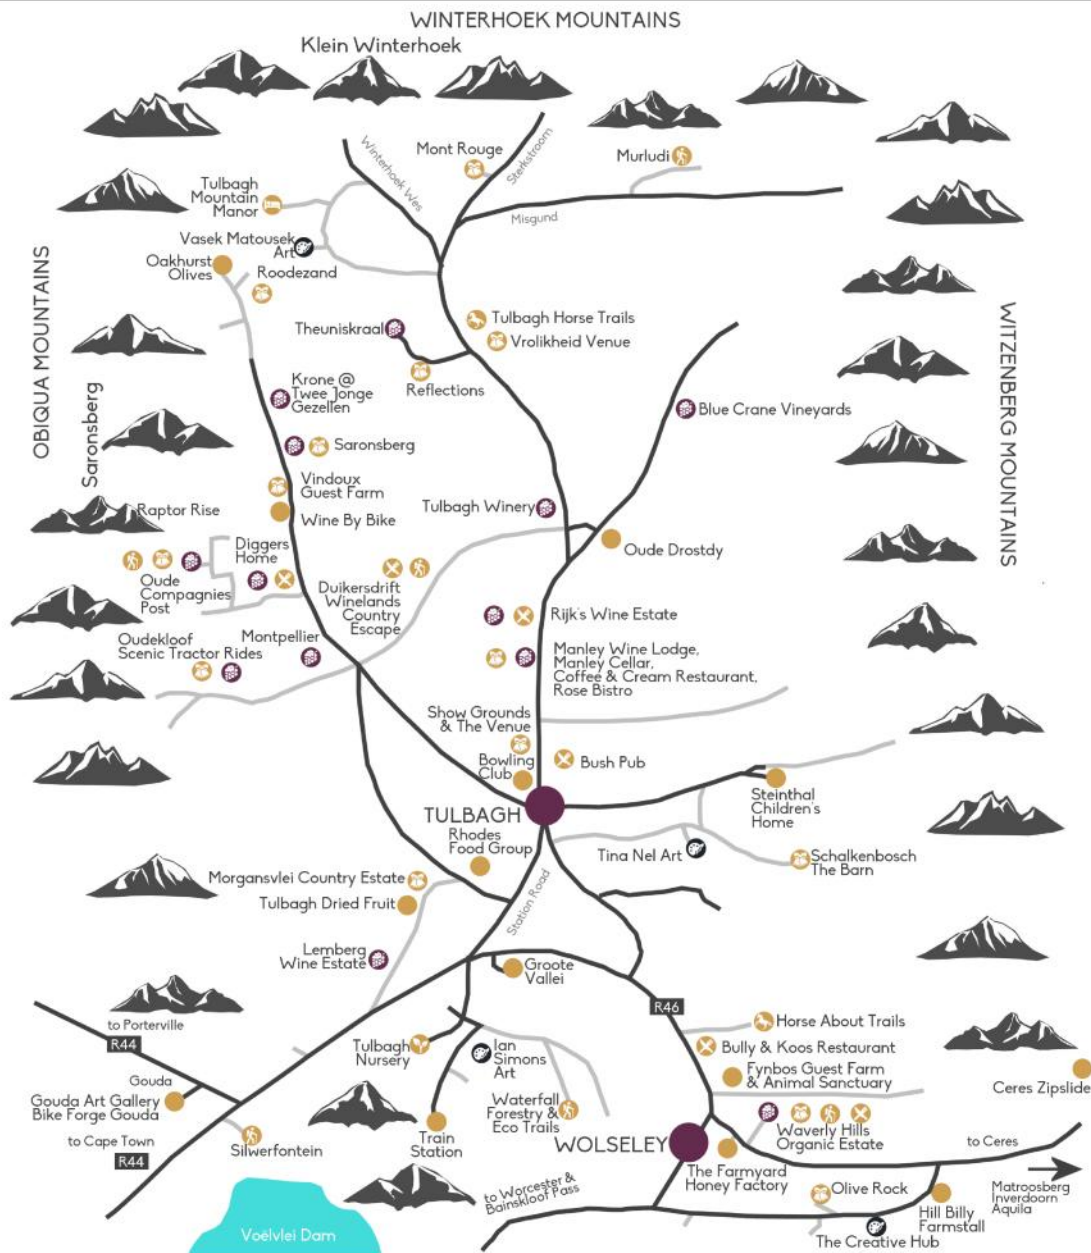 WINTERHOEK MOUNTAINS
Klein Winterhoek
Winterhoek Wes
Mont Rouge
Sterkstroom
Murludi
Misgund
Tulbagh
Mountain
Manor
Vasek Matousek
Art
Oakhurst
Olives
Roodezand
OBIQUA MOUNTAINS
WITZENBERG MOUNTAINS
Theuniskraal
Tulbagh Horse Trails
Vrolikheid Venue
Reflections
Krone @
Twee Jonge
Gezellen
Saronsberg
Blue Crane Vineyards
Saronsberg
Vindoux
Guest Farm
Wine By Bike
Tulbagh Winery
Raptor Rise
Oude Drostdy
Diggers
Home
Oude
Compagnies
Post
Duikersdrift
Winelands
Country
Escape
Rijk's Wine Estate
Oudekloof
Scenic Tractor Rides
Montpellier
Manley Wine Lodge,
Manley Cellar,
Coffee & Cream Restaurant,
Rose Bistro
Show Grounds
& The Venue
Bowling
Club
Bush Pub
Steinthal
Children's
Home
TULBAGH
Rhodes
Food Group
Tina Nel Art
Schalkenbosch
The Barn
Morgansvlei Country Estate
Tulbagh Dried Fruit
Station Road
Lemberg
Wine Estate
Groote
Vallei
R46
to Porterville
R44
Horse About Trails
Tulbagh
Nursery
Ian
Simons
Art
Bully & Koos Restaurant
Fynbos Guest Farm
& Animal Sanctuary
Ceres Zipslide
Gouda
Gouda Art Gallery
Bike Forge Gouda
Waterfall
Forestry &
Eco Trails
Waverly Hills
Organic Estate
to Cape Town
R44
Silwerfontein
Train
Station
WOLSELEY
to Ceres
The Farmyard
Honey Factory
Matroosberg
Inverdoorn
Aquila
to Worcester &
Bainskloof Pass
Olive Rock
Hill Billy
Farmstall
The Creative Hub
Voëlvlei Dam